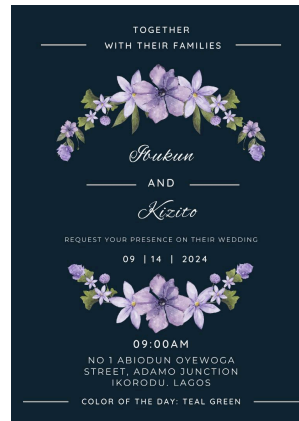 TOGETHER
WITH THEIR FAMILIES
Ibukun
AND
Kizito
REQUEST YOUR PRESENCE ON THEIR WEDDING
09 | 14 | 2024
09:00AM
NO 1 ABIODUN OYEWOGA
STREET, ADAMO JUNCTION
IKORODU. LAGOS
COLOR OF THE DAY: TEAL GREEN